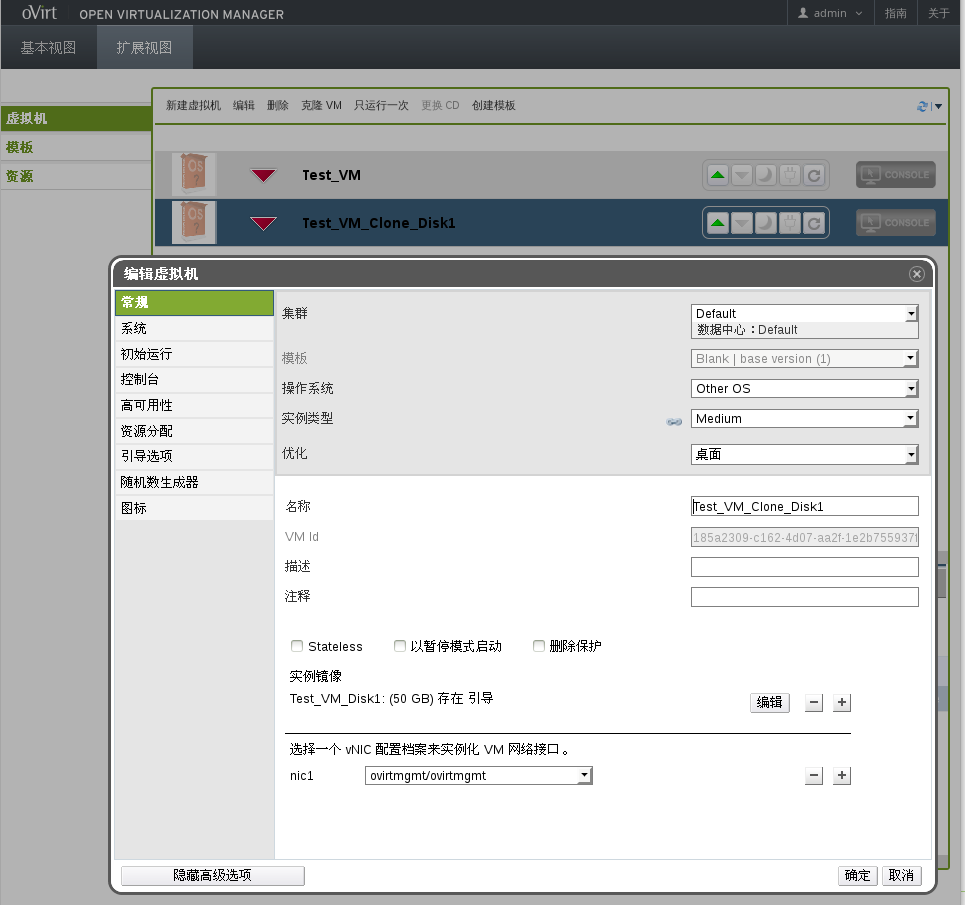 oVirt OPEN VIRTUALIZATION MANAGER admin 指南 关于
基本视图 扩展视图
新建虚拟机 编辑 删除 克隆 VM 只运行一次 更换 CD 创建模板
虚拟机
模板
资源
OS ? Test_VM CONSOLE
OS ? Test_VM_Clone_Disk1 CONSOLE
编辑虚拟机
常规
系统
初始运行
控制台
高可用性
资源分配
引导选项
随机数生成器
图标
集群 Default
数据中心：Default
模板 Blank | base version (1)
操作系统 Other OS
实例类型 Medium
优化 桌面
名称 Test_VM_Clone_Disk1
VM Id 185a2309-c162-4d07-aa2f-1e2b755937f
描述
注释
Stateless 以暂停模式启动 删除保护
实例镜像
Test_VM_Disk1: (50 GB) 存在 引导 编辑 − +
选择一个 vNIC 配置档案来实例化 VM 网络接口。
nic1 ovirtmgmt/ovirtmgmt − +
隐藏高级选项 确定 取消